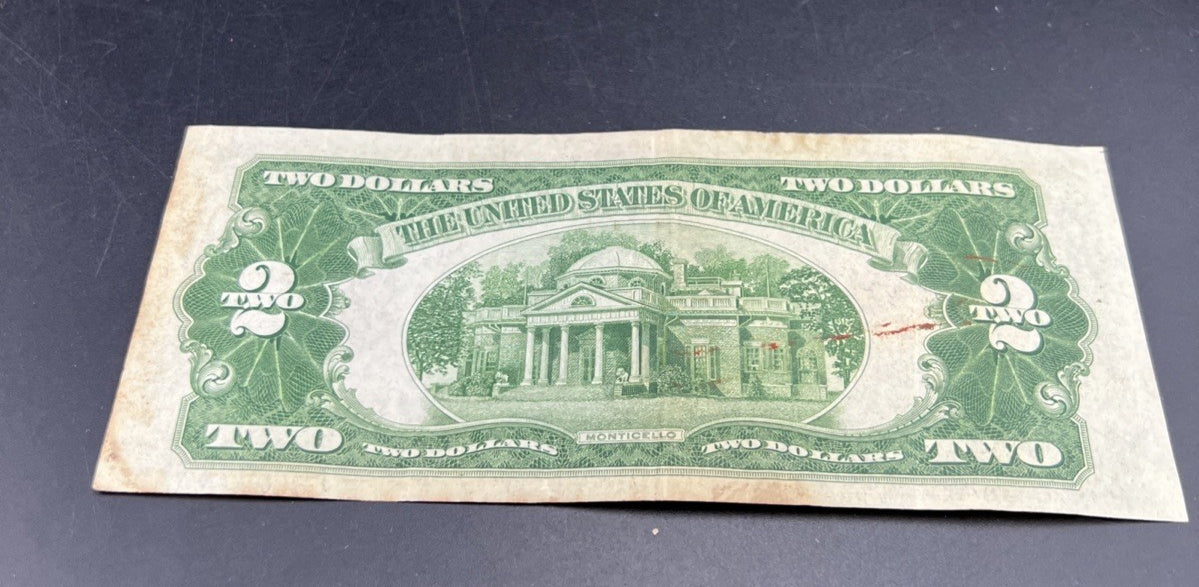 TWO DOLLARS TWO DOLLARS
THE UNITED STATES OF AMERICA
2 2
TWO TWO
MONTICELLO
TWO TWO DOLLARS TWO DOLLARS TWO